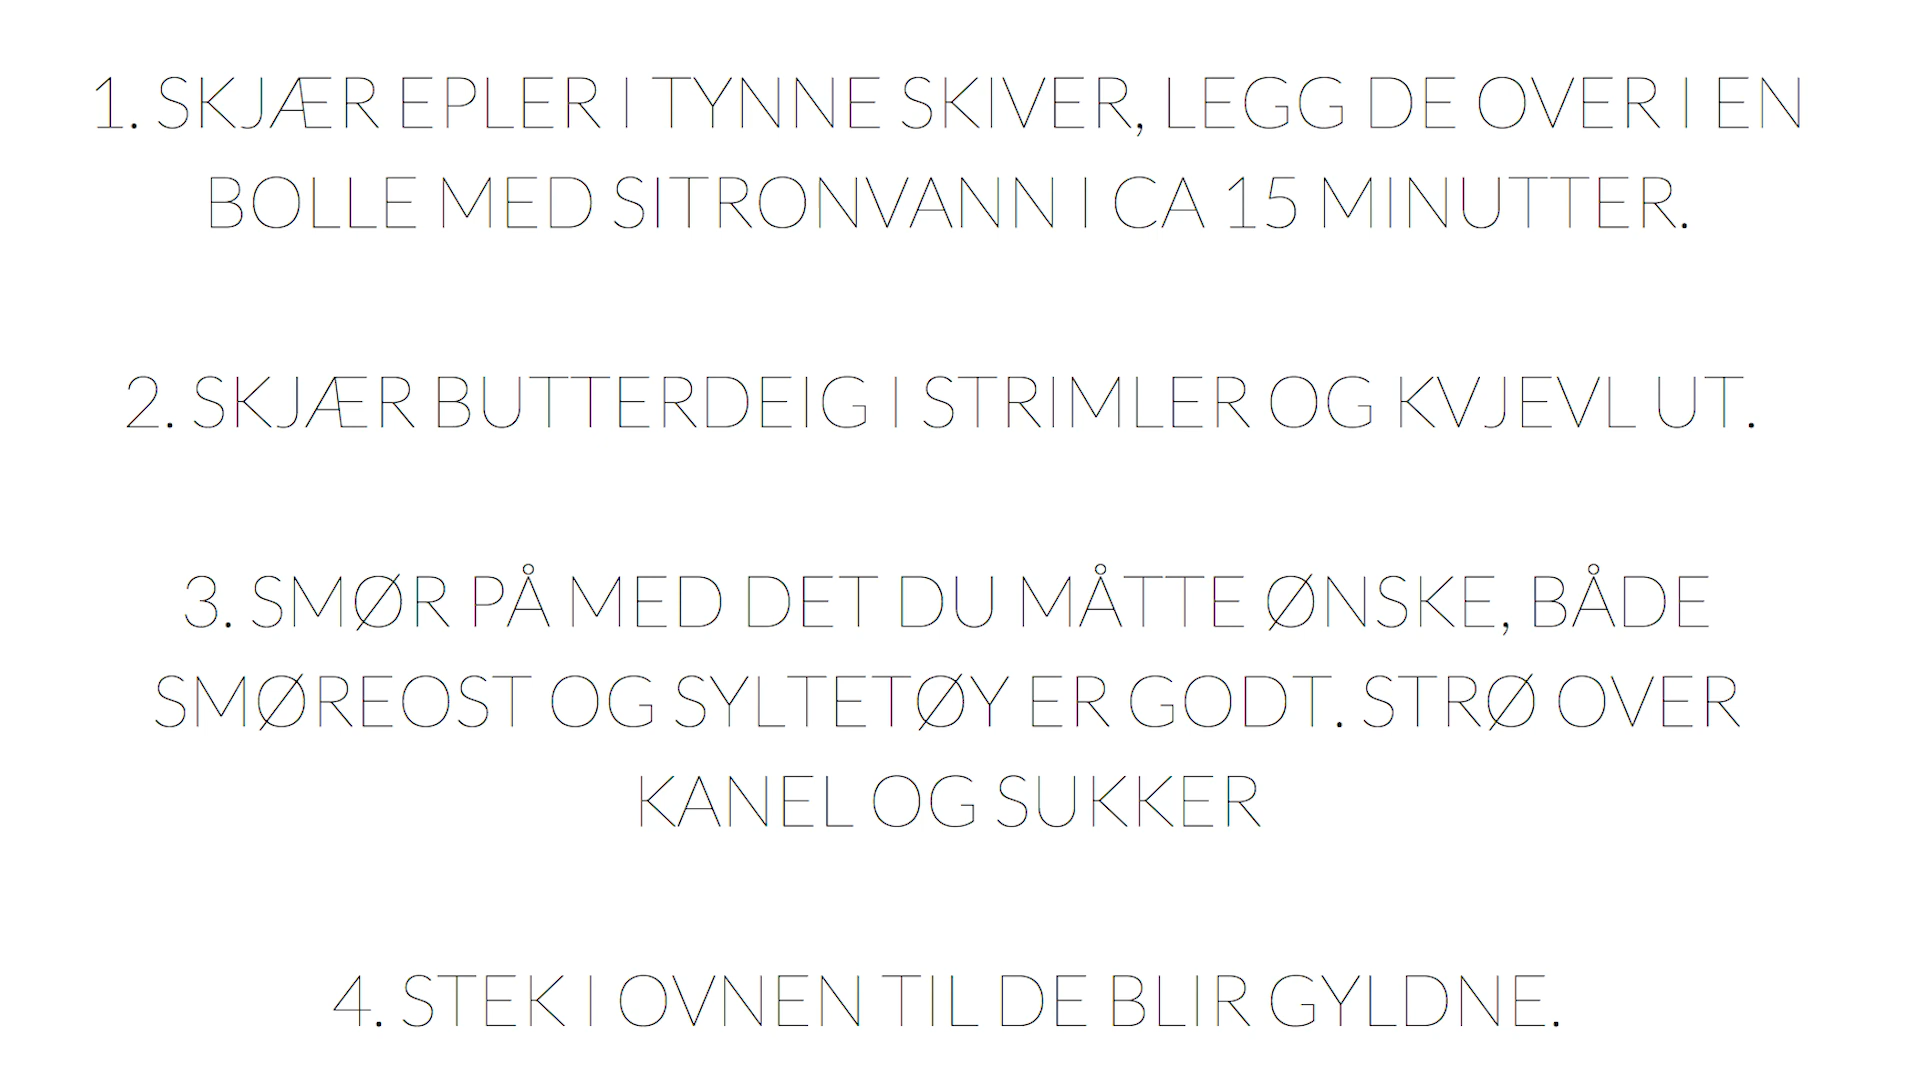 1. SKJÆR EPLER I TYNNE SKIVER, LEGG DE OVER I EN
BOLLE MED SITRONVANN I CA 15 MINUTTER.
2. SKJÆR BUTTERDEIG I STRIMLER OG KVJEVL UT.
3. SMØR PÅ MED DET DU MÅTTE ØNSKE, BÅDE
SMØREOST OG SYLTETØY ER GODT. STRØ OVER
KANEL OG SUKKER
4. STEK I OVNEN TIL DE BLIR GYLDNE.